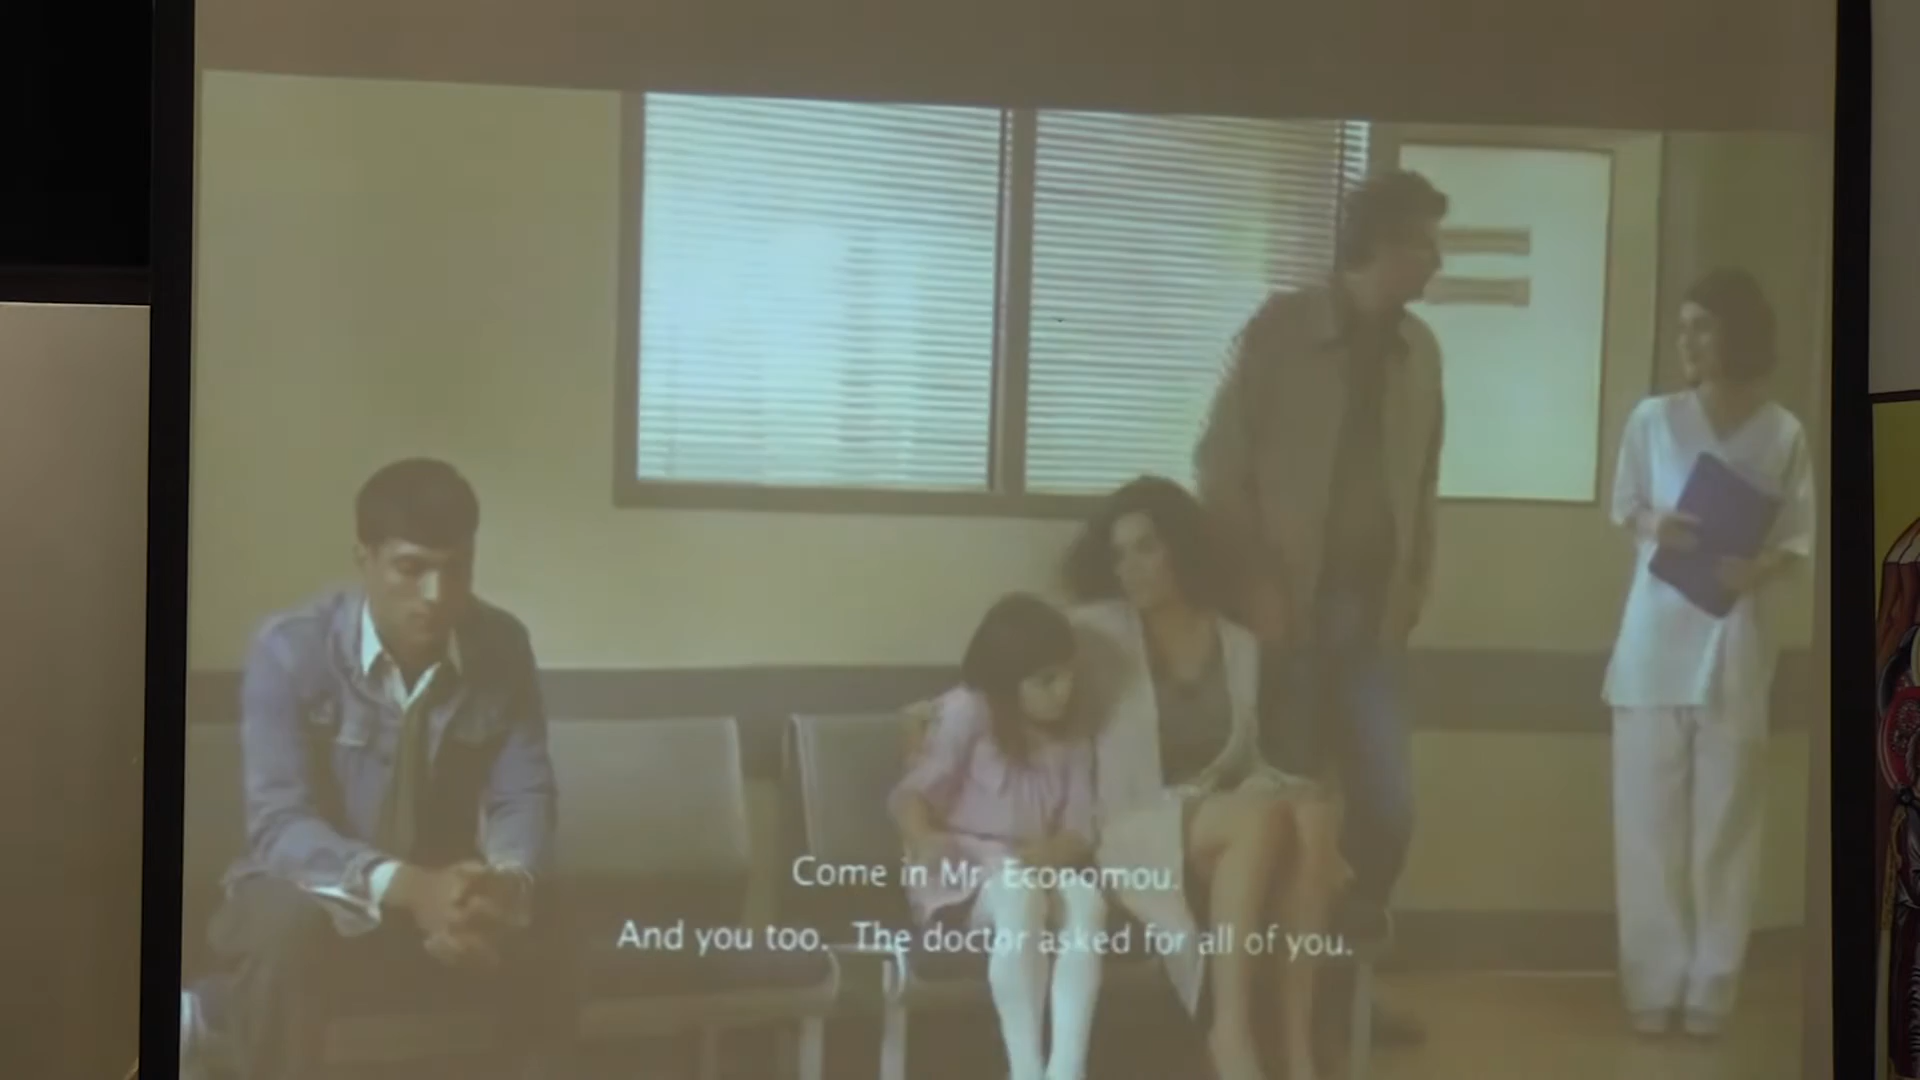 Come in Mr. Economou.
And you too. The doctor asked for all of you.